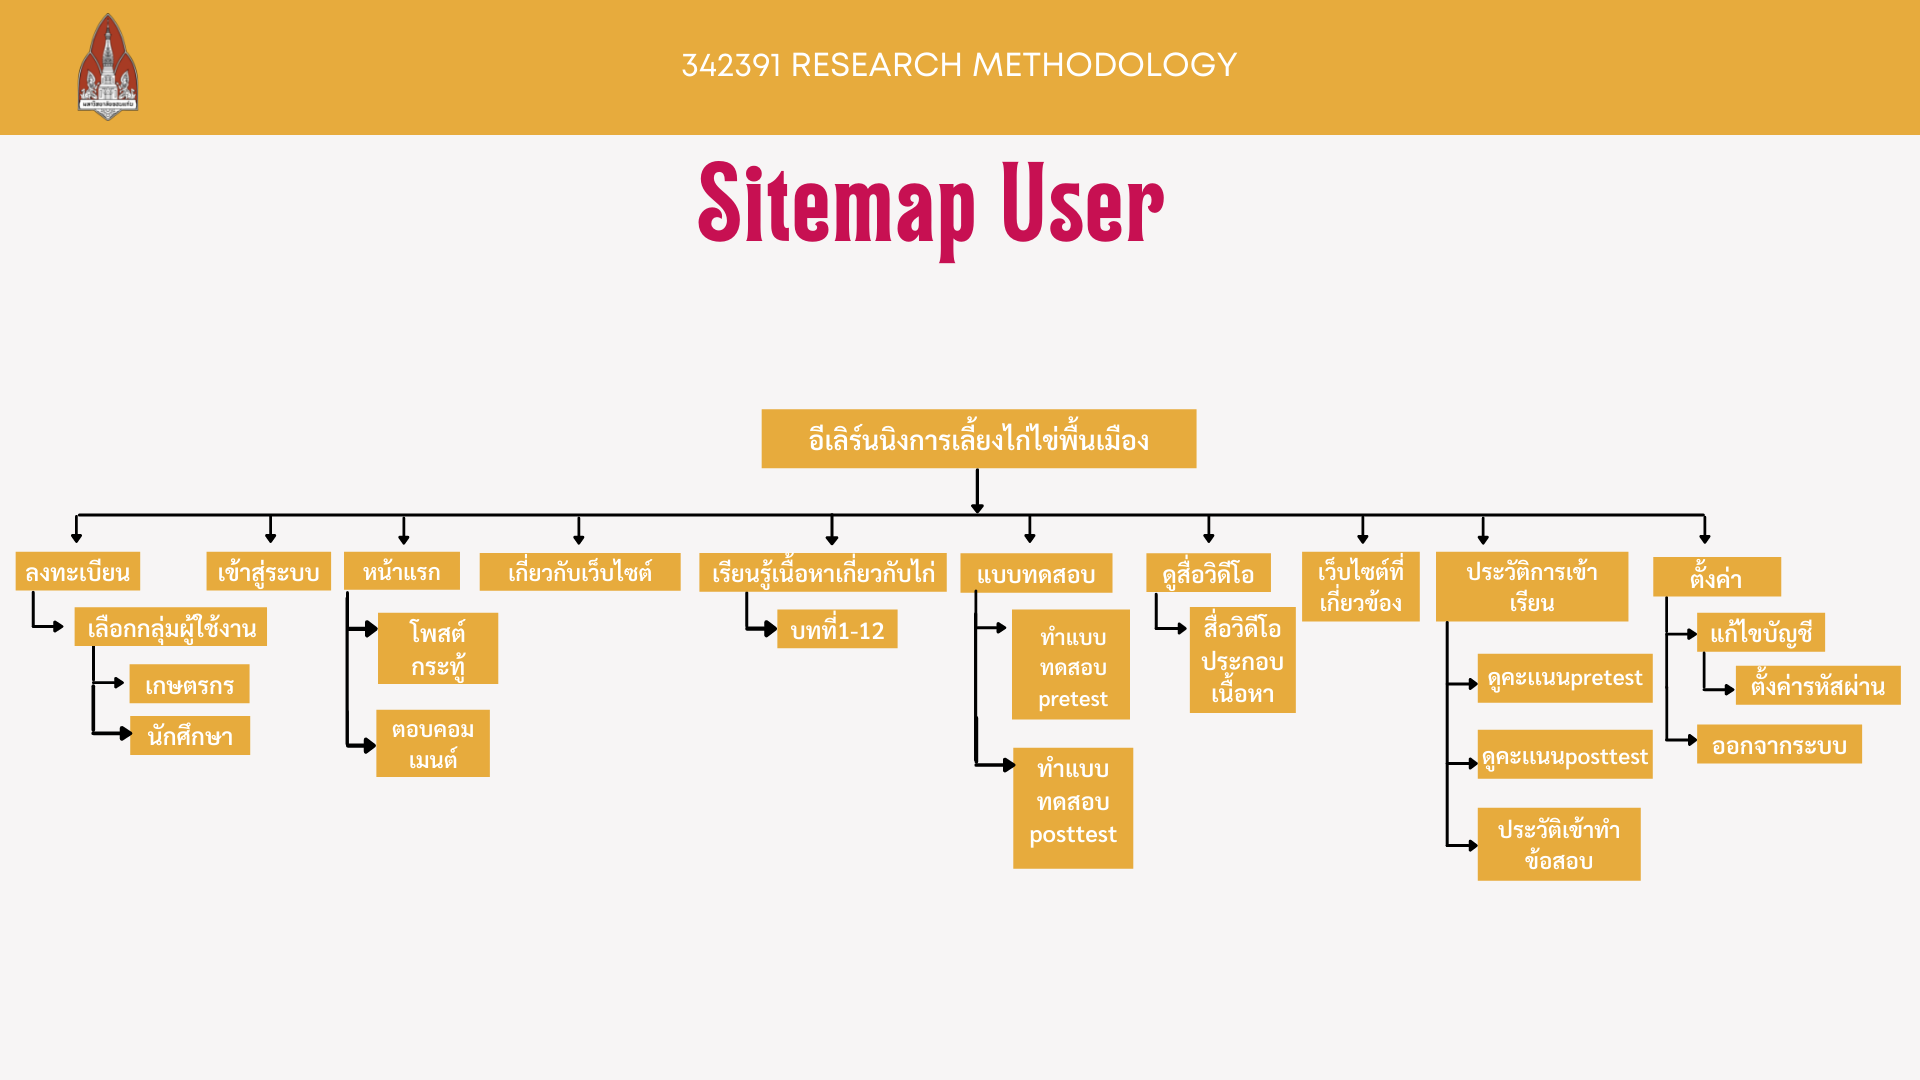 342391 RESEARCH METHODOLOGY
มหาวิทยาลัยขอนแก่น
Sitemap User
อีเลิร์นนิงการเลี้ยงไก่ไข่พื้นเมือง
ลงทะเบียน
เลือกกลุ่มผู้ใช้งาน
เกษตรกร
นักศึกษา
เข้าสู่ระบบ
หน้าแรก
โพสต์
กระทู้
ตอบคอม
เมนต์
เกี่ยวกับเว็บไซต์
เรียนรู้เนื้อหาเกี่ยวกับไก่
บทที่1-12
แบบทดสอบ
ทำแบบ
ทดสอบ
pretest
ทำแบบ
ทดสอบ
posttest
ดูสื่อวิดีโอ
สื่อวิดีโอ
ประกอบ
เนื้อหา
เว็บไซต์ที่
เกี่ยวข้อง
ประวัติการเข้า
เรียน
ดูคะแนนpretest
ดูคะแนนposttest
ประวัติเข้าทำ
ข้อสอบ
ตั้งค่า
แก้ไขบัญชี
ตั้งค่ารหัสผ่าน
ออกจากระบบ